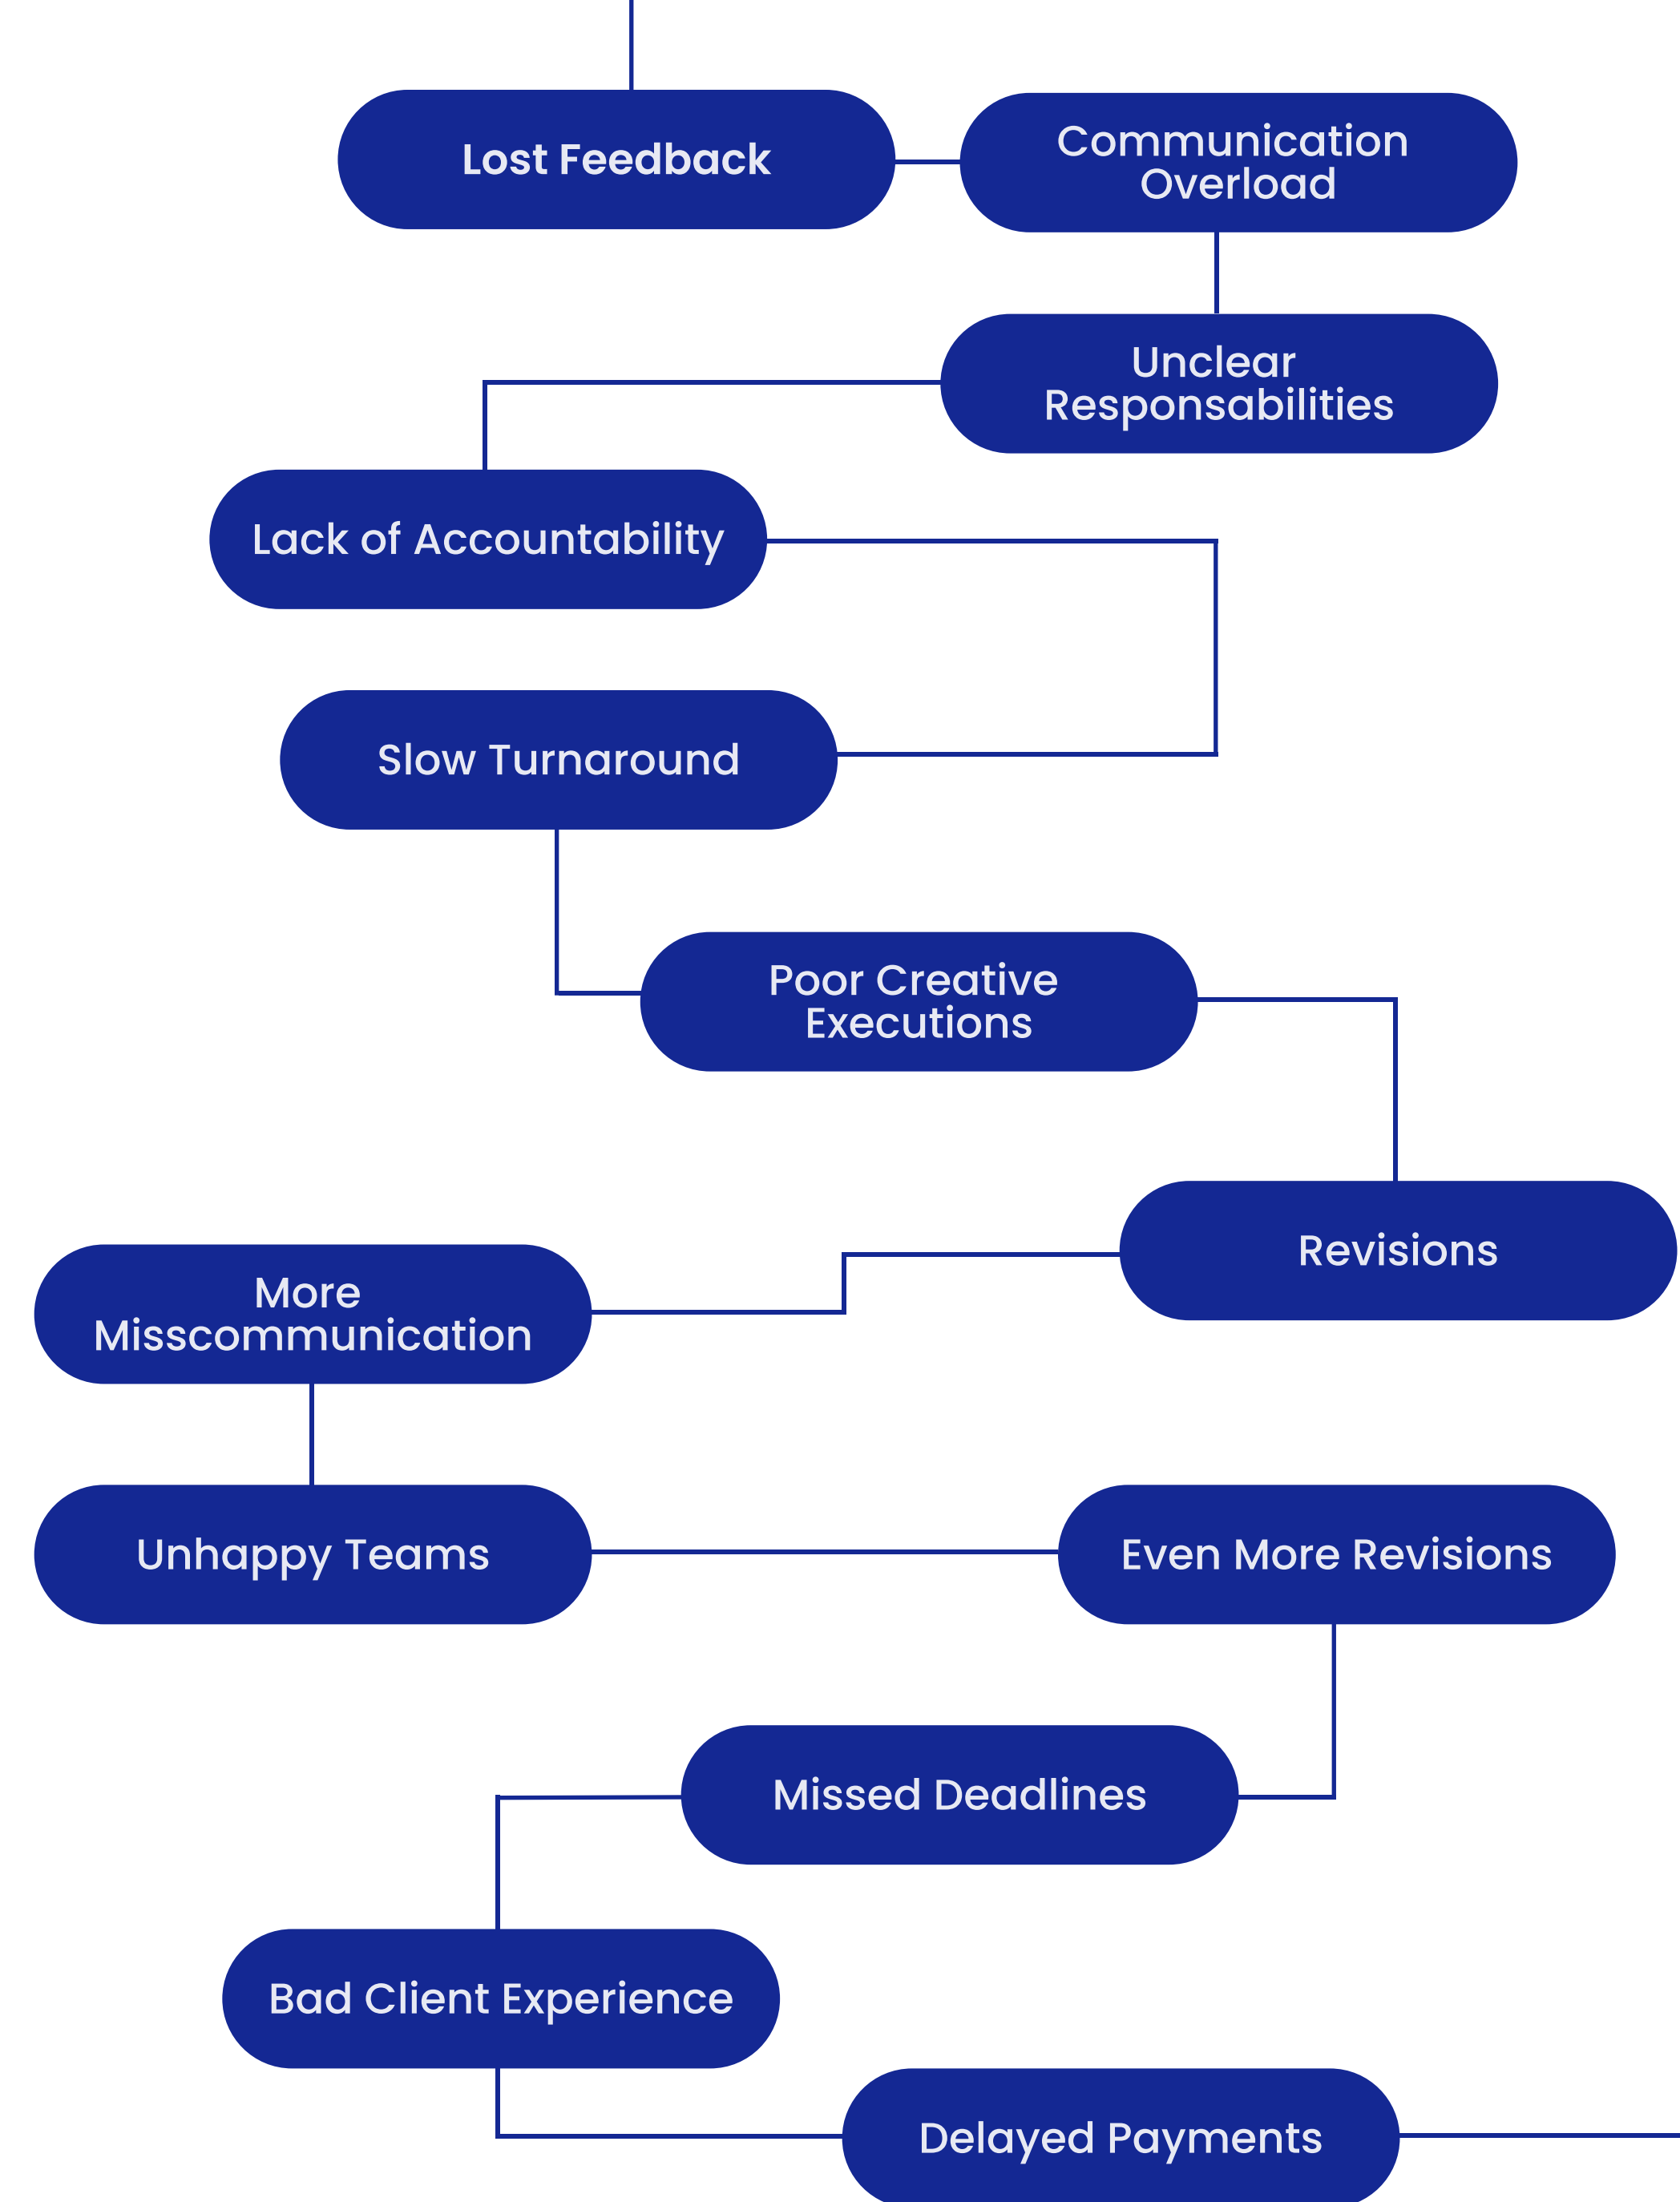 Lost Feedback
Communication
Overload
Unclear
Responsabilities
Lack of Accountability
Slow Turnaround
Poor Creative
Executions
Revisions
More
Misscommunication
Unhappy Teams
Even More Revisions
Missed Deadlines
Bad Client Experience
Delayed Payments